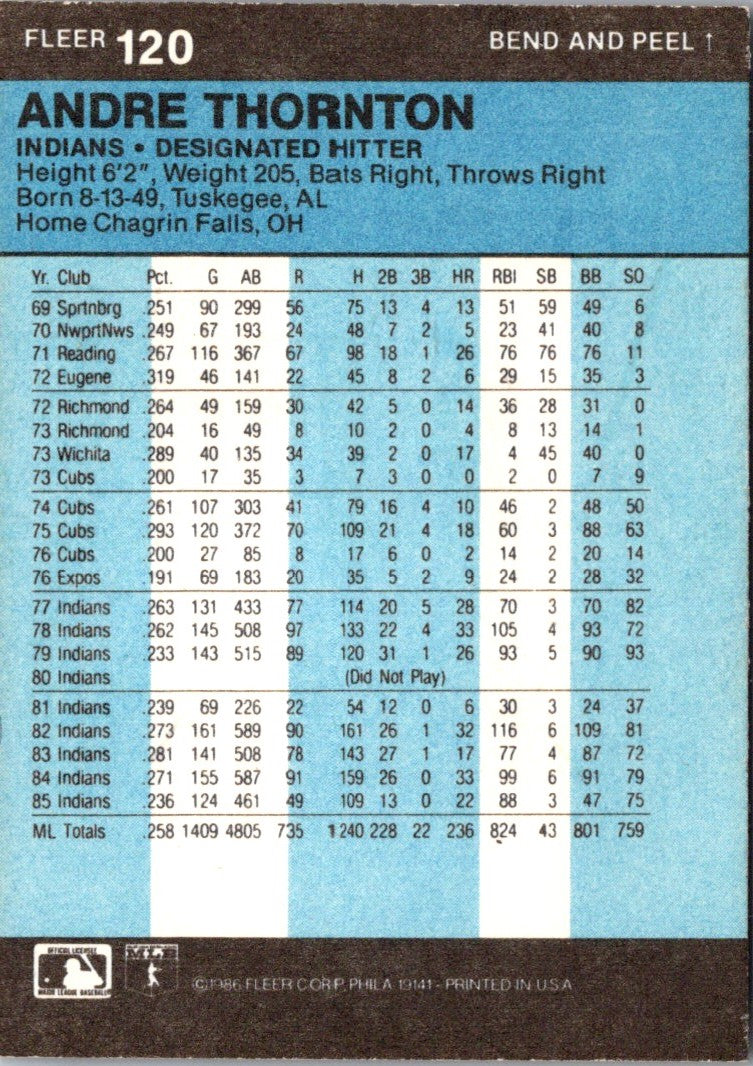 FLEER 120 BEND AND PEEL ↑
ANDRE THORNTON
INDIANS • DESIGNATED HITTER
Height 6'2", Weight 205, Bats Right, Throws Right
Born 8-13-49, Tuskegee, AL
Home Chagrin Falls, OH
Yr. Club Pct. G AB R H 2B 3B HR RBI SB BB SO
69 Sprtnbrg .251 90 299 56 75 13 4 13 51 59 49 6
70 NwprtNws .249 67 193 24 48 7 2 5 23 41 40 8
71 Reading .267 116 367 67 98 18 1 26 76 76 76 11
72 Eugene .319 46 141 22 45 8 2 6 29 15 35 3
72 Richmond .264 49 159 30 42 5 0 14 36 28 31 0
73 Richmond .204 16 49 8 10 2 0 4 8 13 14 1
73 Wichita .289 40 135 34 39 2 0 17 4 45 40 0
73 Cubs .200 17 35 3 7 3 0 0 2 0 7 9
74 Cubs .261 107 303 41 79 16 4 10 46 2 48 50
75 Cubs .293 120 372 70 109 21 4 18 60 3 88 63
76 Cubs .200 27 85 8 17 6 0 2 14 2 20 14
76 Expos .191 69 183 20 35 5 2 9 24 2 28 32
77 Indians .263 131 433 77 114 20 5 28 70 3 70 82
78 Indians .262 145 508 97 133 22 4 33 105 4 93 72
79 Indians .233 143 515 89 120 31 1 26 93 5 90 93
80 Indians (Did Not Play)
81 Indians .239 69 226 22 54 12 0 6 30 3 24 37
82 Indians .273 161 589 90 161 26 1 32 116 6 109 81
83 Indians .281 141 508 78 143 27 1 17 77 4 87 72
84 Indians .271 155 587 91 159 26 0 33 99 6 91 79
85 Indians .236 124 461 49 109 13 0 22 88 3 47 75
ML Totals .258 1409 4805 735 1240 228 22 236 824 43 801 759
OFFICIAL LICENSEE
MAJOR LEAGUE BASEBALL
©1986 FLEER CORP. PHILA 19141 - PRINTED IN U.S.A.